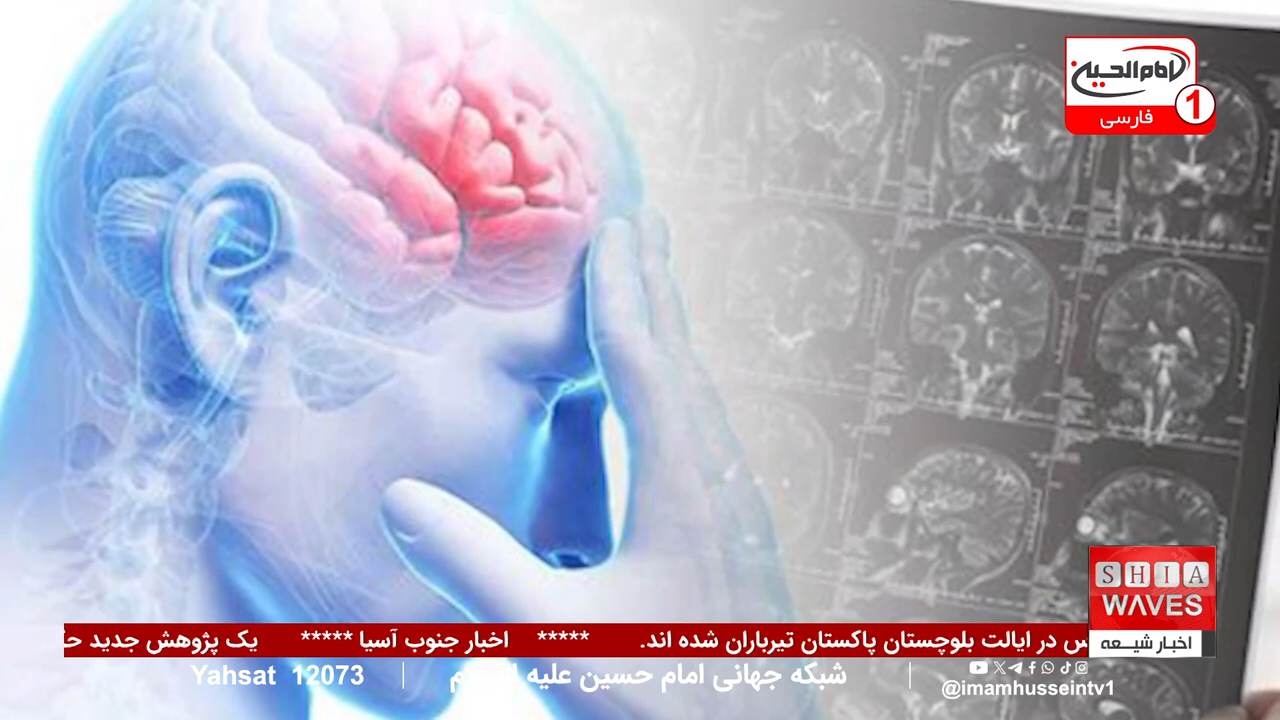 امام الحسین
1
فارسی
SHIA
WAVES
اخبار شیعه
در ایالت بلوچستان پاکستان تیرباران شده اند. ***** اخبار جنوب آسیا ***** یک پژوهش جدید
Yahsat 12073 | شبکه جهانی امام حسین علیه | @imamhusseintv1